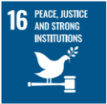 16 PEACE, JUSTICE
AND STRONG
INSTITUTIONS